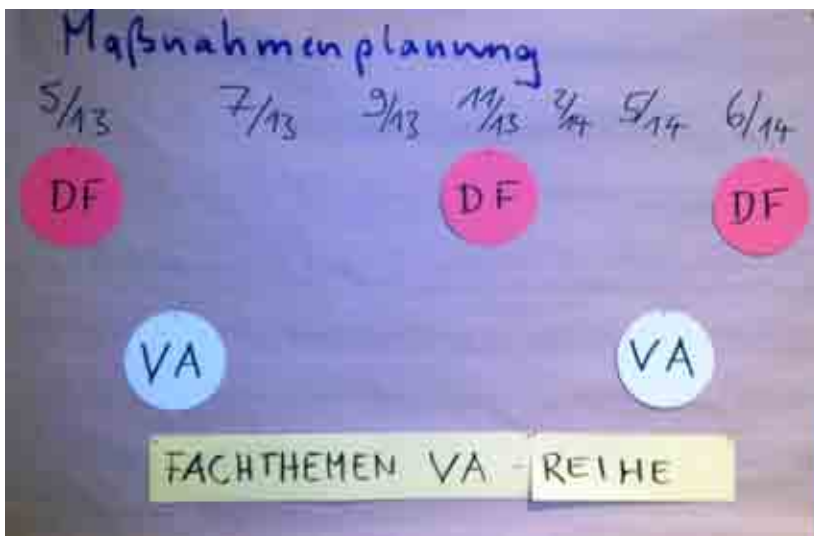 Maßnahmenplanung
5/13 7/13 9/13 11/13 2/14 5/14 6/14
DF DF DF
VA VA
FACHTHEMEN VA - REIHE